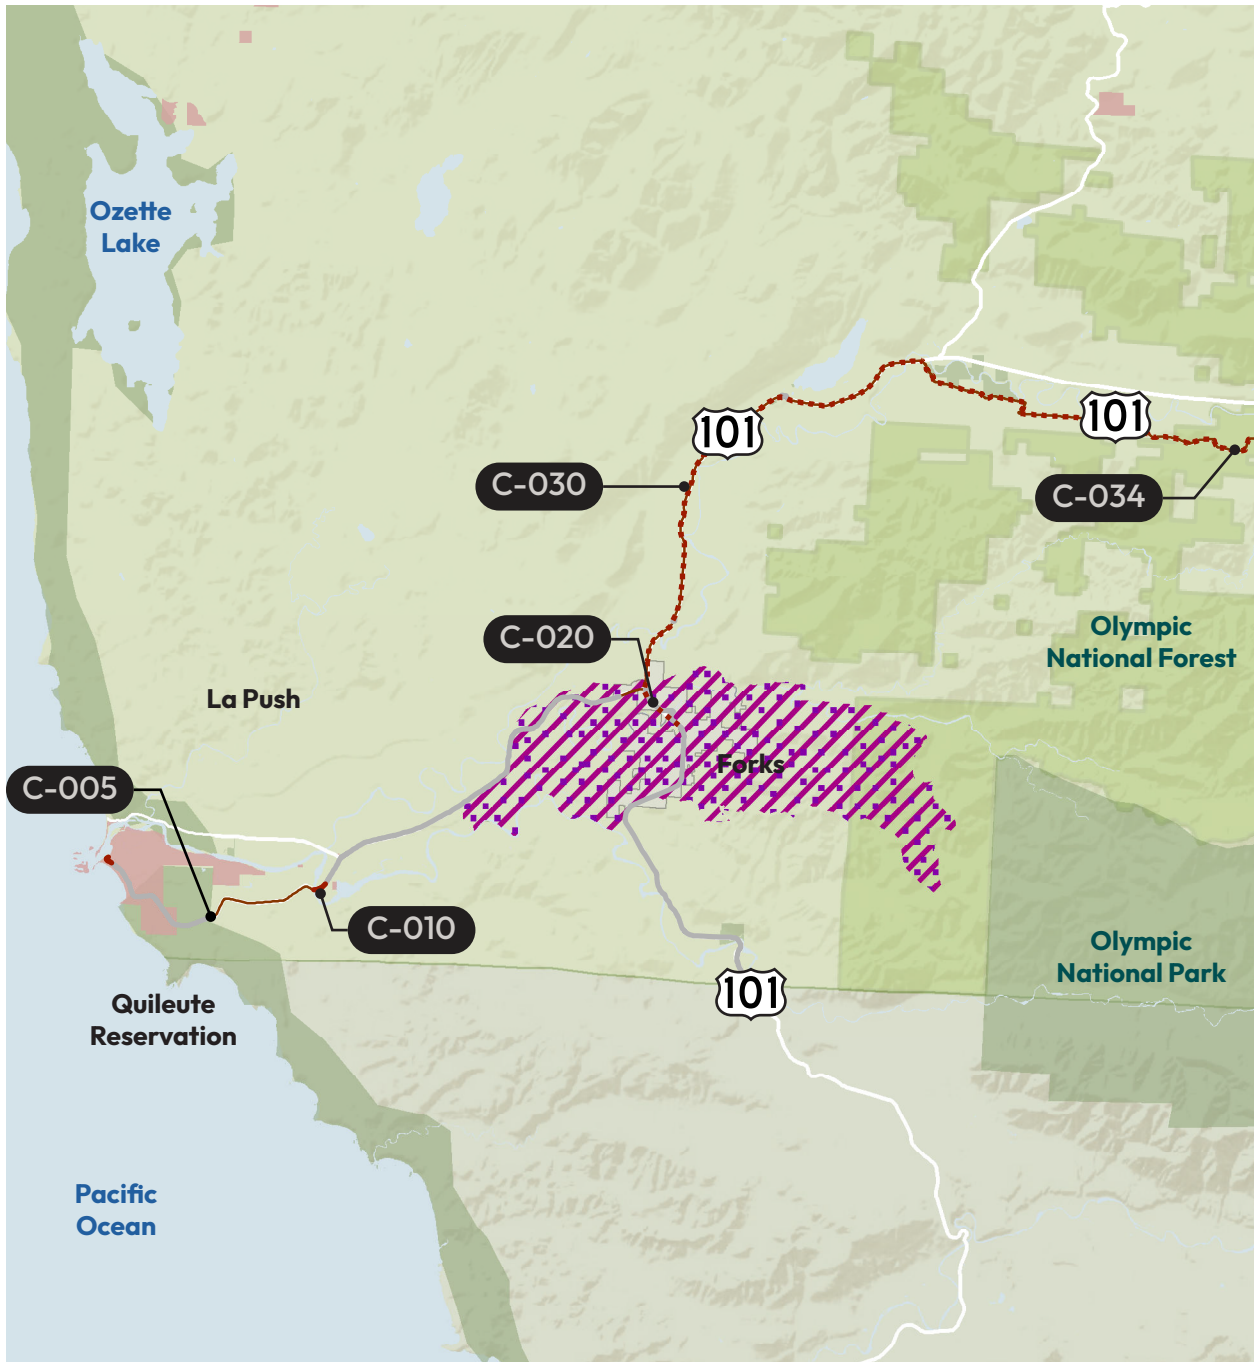 Ozette
Lake
101
101
C-030
C-034
C-020
Olympic
National Forest
La Push
Forks
C-005
C-010
Olympic
National Park
101
Quileute
Reservation
Pacific
Ocean